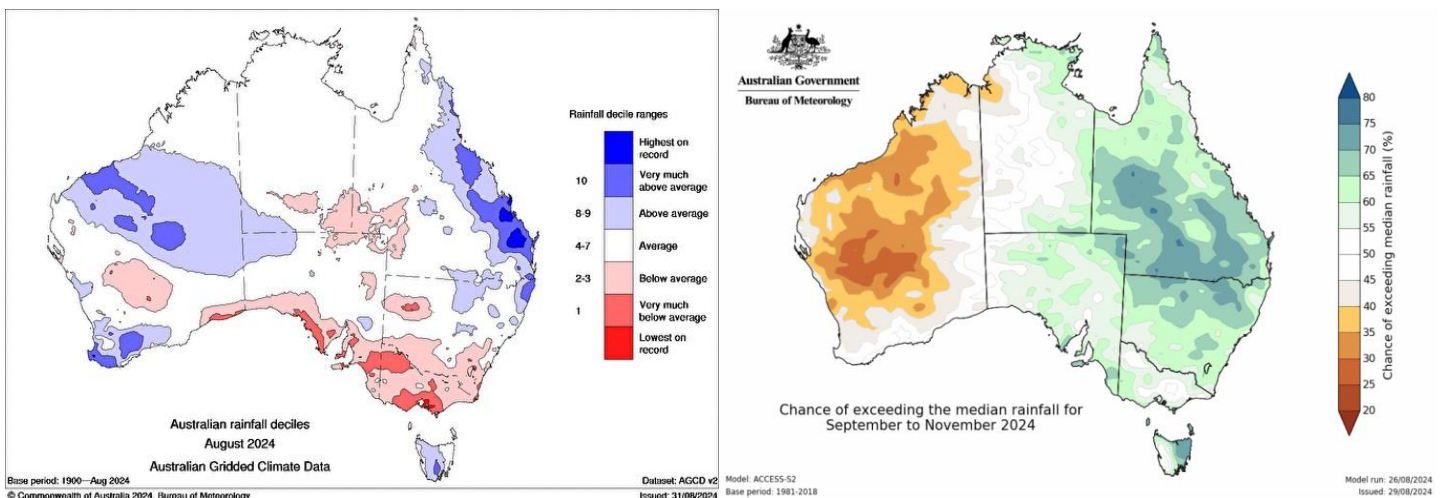 Rainfall decile ranges
Highest on
record
10
Very much
above average
8-9
Above average
4-7
Average
2-3
Below average
1
Very much
below average
Lowest on
record
Australian rainfall deciles
August 2024
Australian Gridded Climate Data
Base period: 1900—Aug 2024
Dataset: AGCD v2
© Commonwealth of Australia 2024, Bureau of Meteorology
Issued: 31/08/2024
Australian Government
Bureau of Meteorology
80
75
70
65
60
55
50
45
40
35
30
25
20
Chance of exceeding median rainfall (%)
Chance of exceeding the median rainfall for
September to November 2024
Model: ACCESS-S2
Base period: 1981-2018
Model run: 26/08/2024
Issued: 29/08/2024